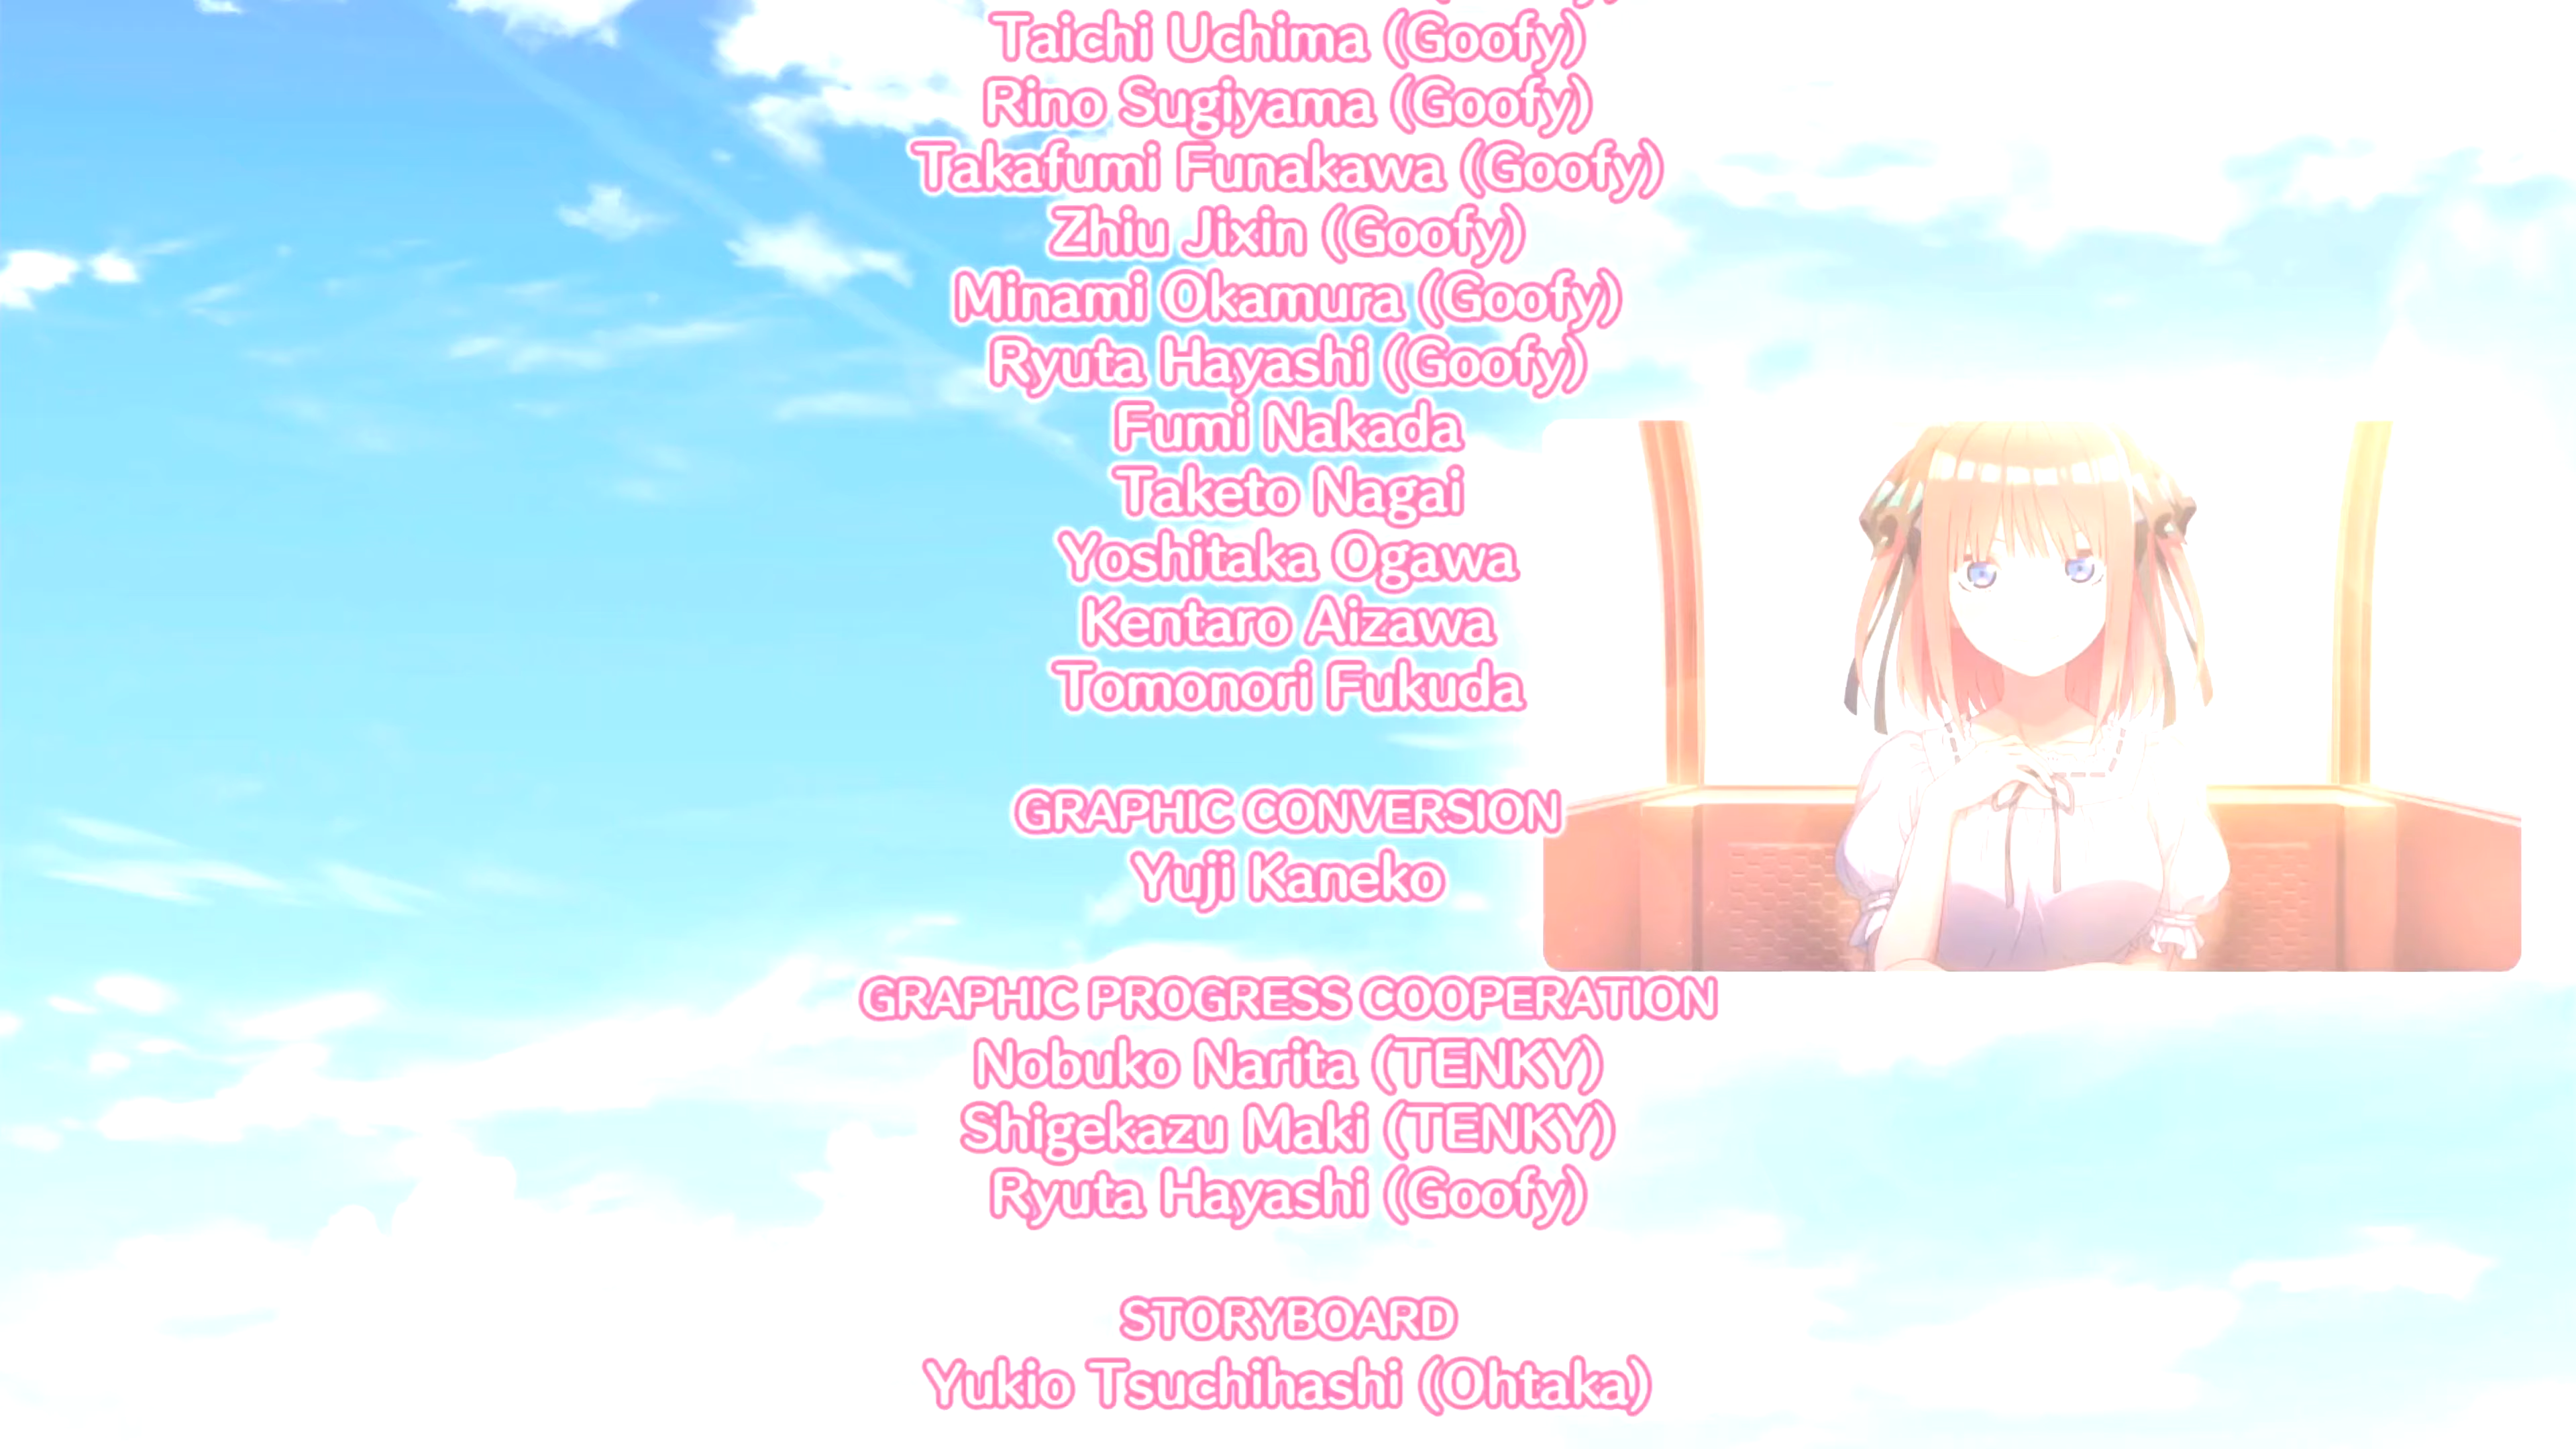 Taichi Uchima (Goofy)
Rino Sugiyama (Goofy)
Takafumi Funakawa (Goofy)
Zhiu Jixin (Goofy)
Minami Okamura (Goofy)
Ryuta Hayashi (Goofy)
Fumi Nakada
Taketo Nagai
Yoshitaka Ogawa
Kentaro Aizawa
Tomonori Fukuda
GRAPHIC CONVERSION
Yuji Kaneko
GRAPHIC PROGRESS COOPERATION
Nobuko Narita (TENKY)
Shigekazu Maki (TENKY)
Ryuta Hayashi (Goofy)
STORYBOARD
Yukio Tsuchihashi (Ohtaka)